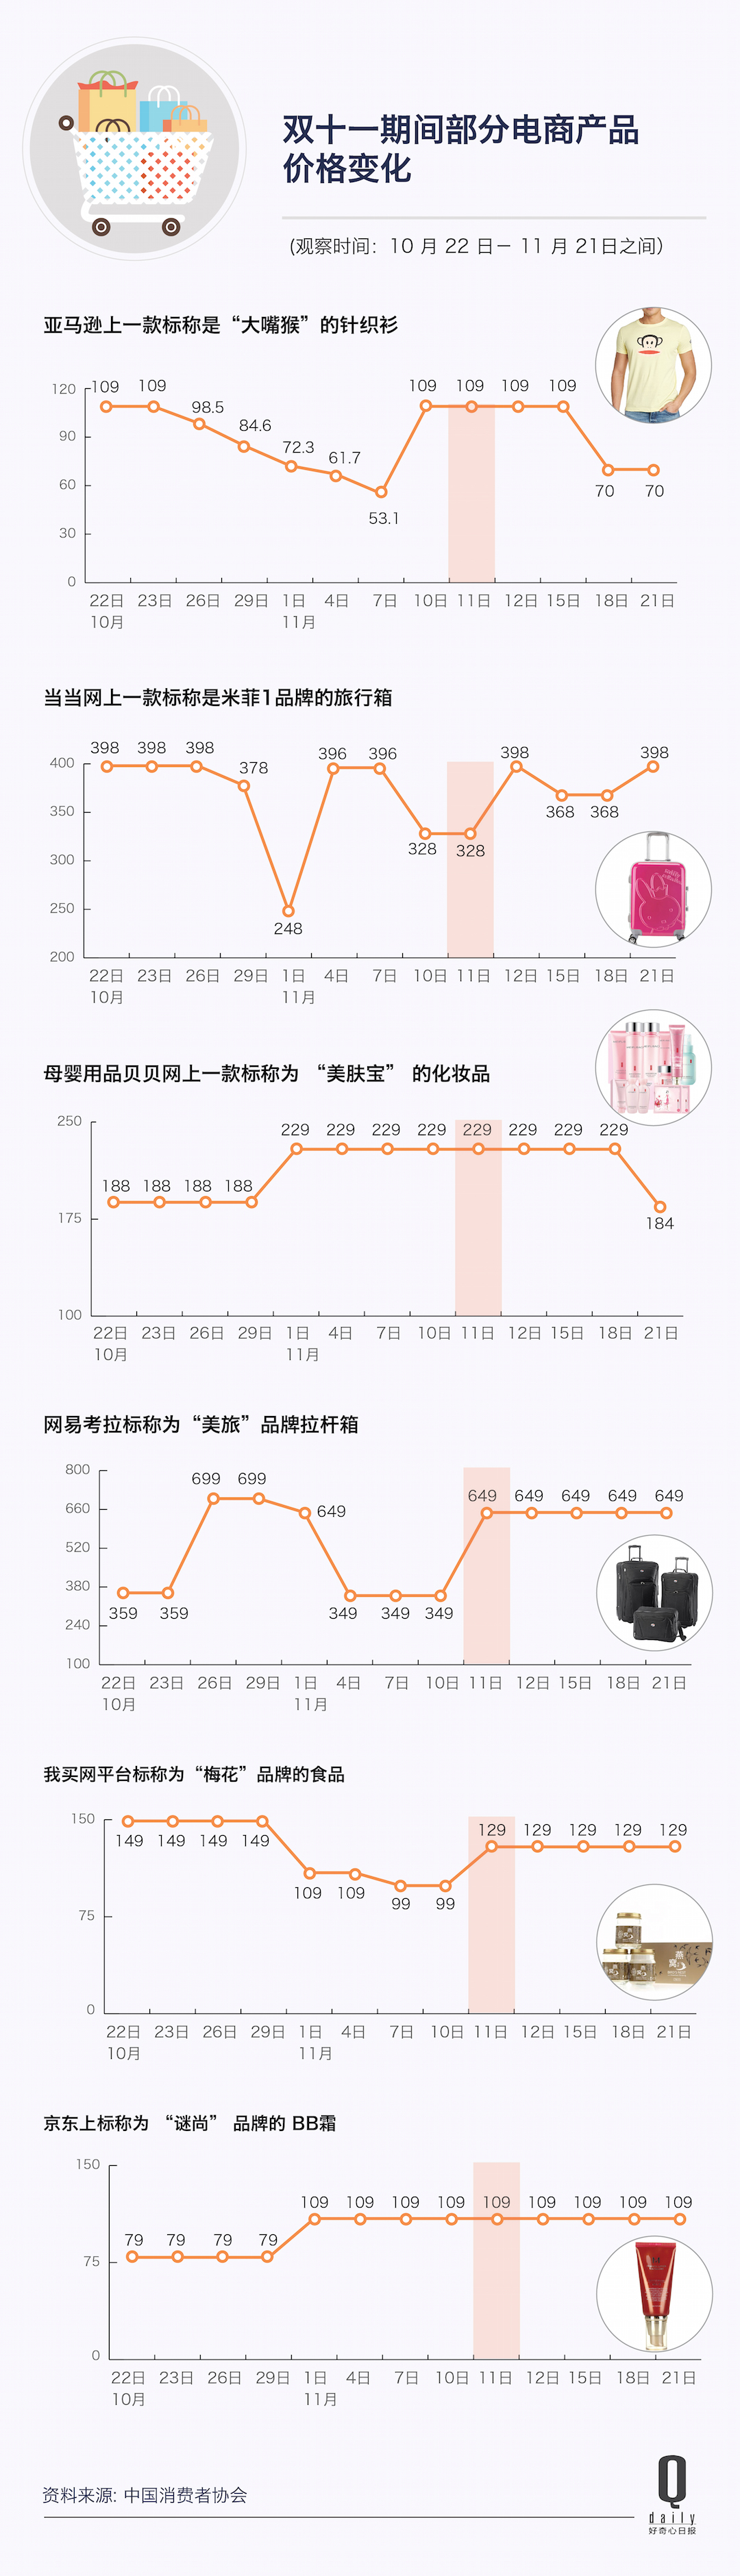 双十一期间部分电商产品
价格变化
(观察时间：10 月 22 日— 11 月 21日之间)
亚马逊上一款标称是“大嘴猴”的针织衫
120 109 109 98.5 84.6 72.3 61.7 53.1 109 109 109 109 70 70
90
60
30
0
22日 23日 26日 29日 1日 4日 7日 10日 11日 12日 15日 18日 21日
10月 11月
当当网上一款标称是米菲1品牌的旅行箱
398 398 398 378 248 396 396 328 328 398 368 368 398
400
350
300
250
200
22日 23日 26日 29日 1日 4日 7日 10日 11日 12日 15日 18日 21日
10月 11月
母婴用品贝贝网上一款标称为 “美肤宝” 的化妆品
250
188 188 188 188 229 229 229 229 229 229 229 229 184
175
100
22日 23日 26日 29日 1日 4日 7日 10日 11日 12日 15日 18日 21日
10月 11月
网易考拉标称为“美旅”品牌拉杆箱
800
359 359 699 699 649 349 349 349 649 649 649 649 649
660
520
380
240
100
22日 23日 26日 29日 1日 4日 7日 10日 11日 12日 15日 18日 21日
10月 11月
我买网平台标称为“梅花”品牌的食品
150
149 149 149 149 109 109 99 99 129 129 129 129 129
75
0
22日 23日 26日 29日 1日 4日 7日 10日 11日 12日 15日 18日 21日
10月 11月
燕窝
京东上标称为 “谜尚” 品牌的 BB霜
150
79 79 79 79 109 109 109 109 109 109 109 109 109
75
0
22日 23日 26日 29日 1日 4日 7日 10日 11日 12日 15日 18日 21日
10月 11月
资料来源: 中国消费者协会
Q
daily
好奇心日报